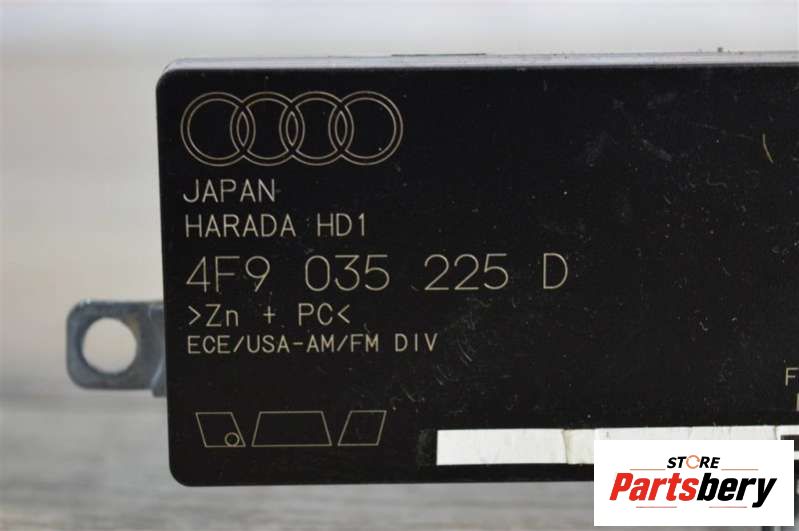 JAPAN
HARADA HD1
4F9 035 225 D
>Zn + PC<
ECE/USA-AM/FM DIV
F
STORE
Partsbery